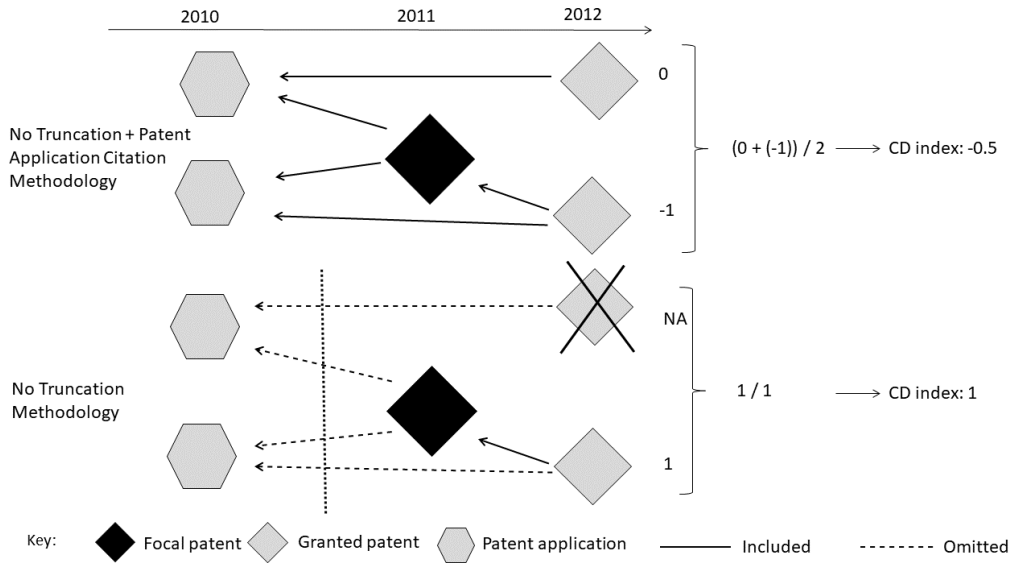 2010
2011
2012
0
No Truncation + Patent
Application Citation
Methodology
(0 + (-1)) / 2
CD index: -0.5
-1
NA
No Truncation
Methodology
1 / 1
CD index: 1
1
Key:
Focal patent
Granted patent
Patent application
Included
Omitted